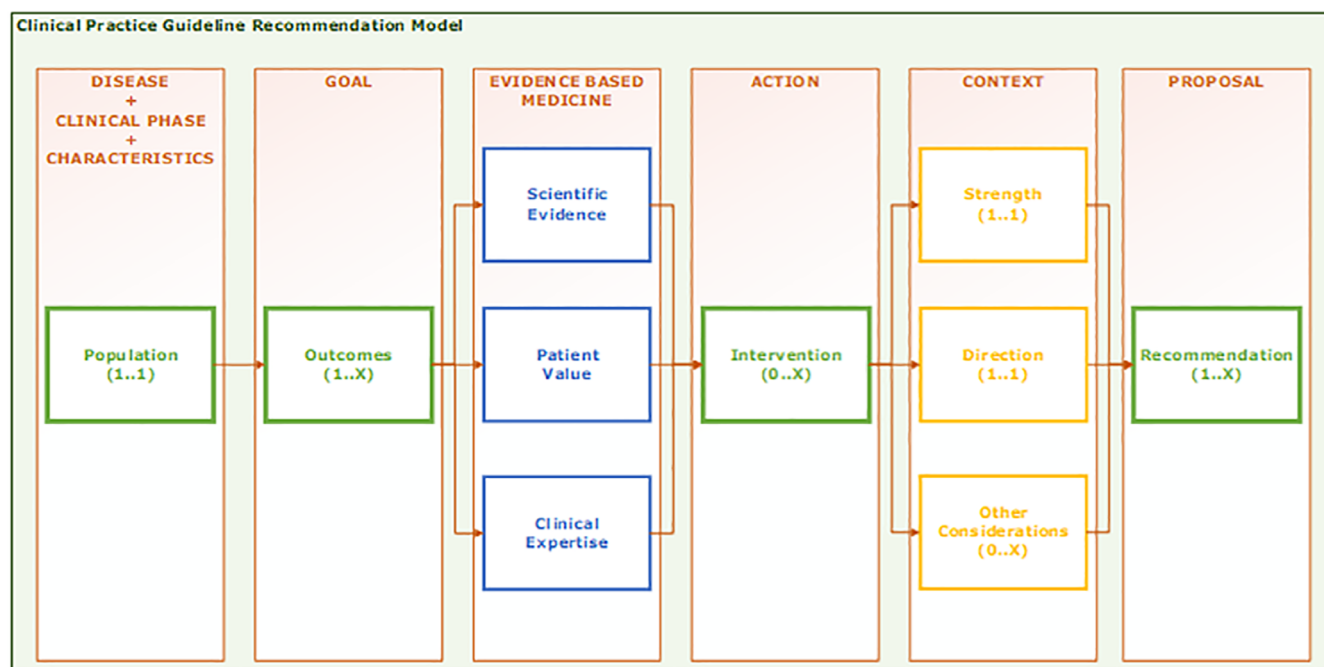 Clinical Practice Guideline Recommendation Model
DISEASE
+
CLINICAL PHASE
+
CHARACTERISTICS
Population
(1..1)
GOAL
Outcomes
(1..X)
EVIDENCE BASED
MEDICINE
Scientific
Evidence
Patient
Value
Clinical
Expertise
ACTION
Intervention
(0..X)
CONTEXT
Strength
(1..1)
Direction
(1..1)
Other
Considerations
(0..X)
PROPOSAL
Recommendation
(1..X)